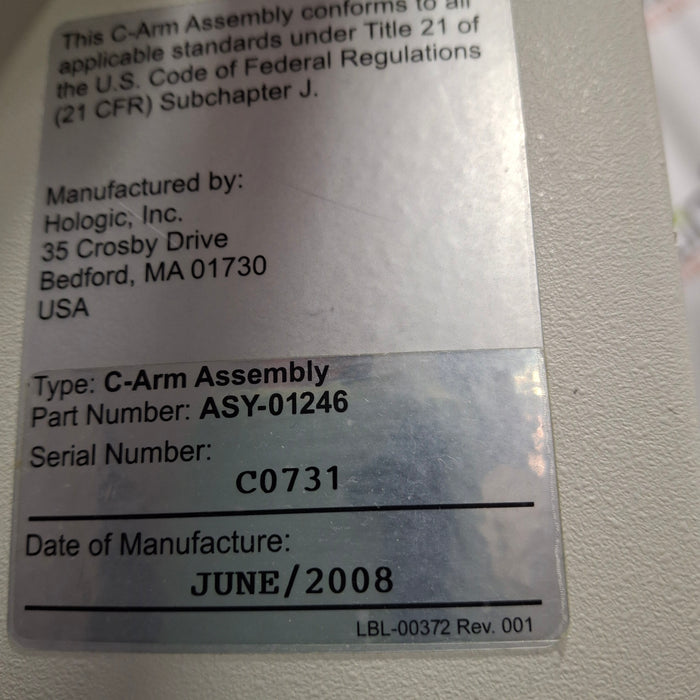 This C-Arm Assembly conforms to all
applicable standards under Title 21 of
the U.S. Code of Federal Regulations
(21 CFR) Subchapter J.
Manufactured by:
Hologic, Inc.
35 Crosby Drive
Bedford, MA 01730
USA
Type: C-Arm Assembly
Part Number: ASY-01246
Serial Number:
C0731
Date of Manufacture:
JUNE/2008
LBL-00372 Rev. 001